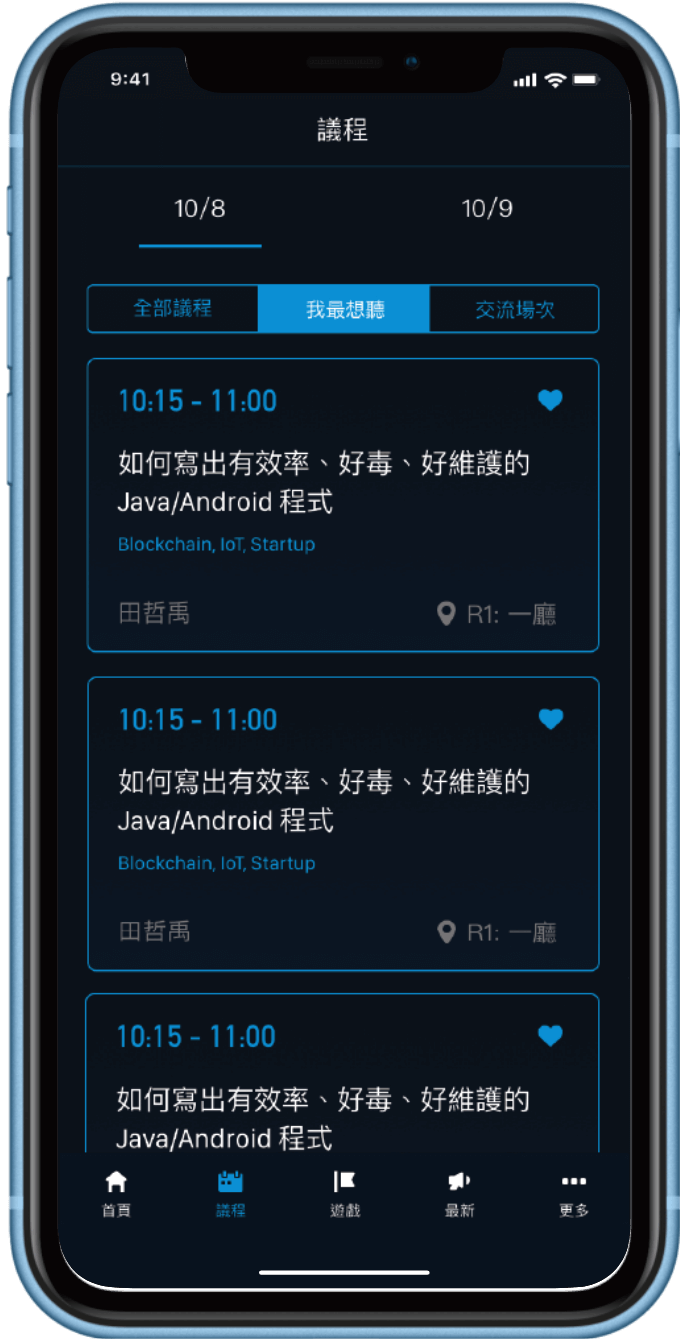 9:41
議程
10/8
10/9
全部議程
我最想聽
交流場次
10:15 - 11:00
如何寫出有效率、好毒、好維護的
Java/Android 程式
Blockchain, IoT, Startup
田哲禹
R1: 一廳
10:15 - 11:00
如何寫出有效率、好毒、好維護的
Java/Android 程式
Blockchain, IoT, Startup
田哲禹
R1: 一廳
10:15 - 11:00
如何寫出有效率、好毒、好維護的
Java/Android 程式
首頁
議程
遊戲
最新
更多